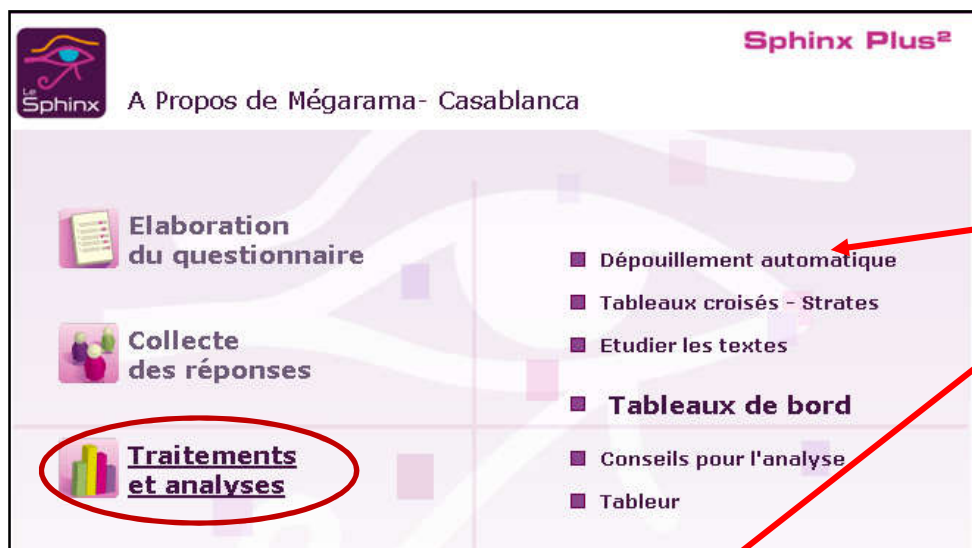 Sphinx Plus²
Le
Sphinx
A Propos de Mégarama- Casablanca
Elaboration
du questionnaire
Collecte
des réponses
Traitements
et analyses
Dépouillement automatique
Tableaux croisés - Strates
Etudier les textes
Tableaux de bord
Conseils pour l'analyse
Tableur